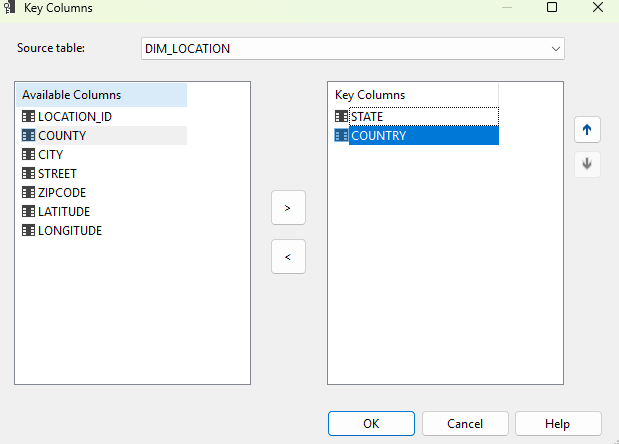 Key Columns
Source table: DIM_LOCATION
Available Columns
LOCATION_ID
COUNTY
CITY
STREET
ZIPCODE
LATITUDE
LONGITUDE
>
<
Key Columns
STATE
COUNTRY
OK Cancel Help